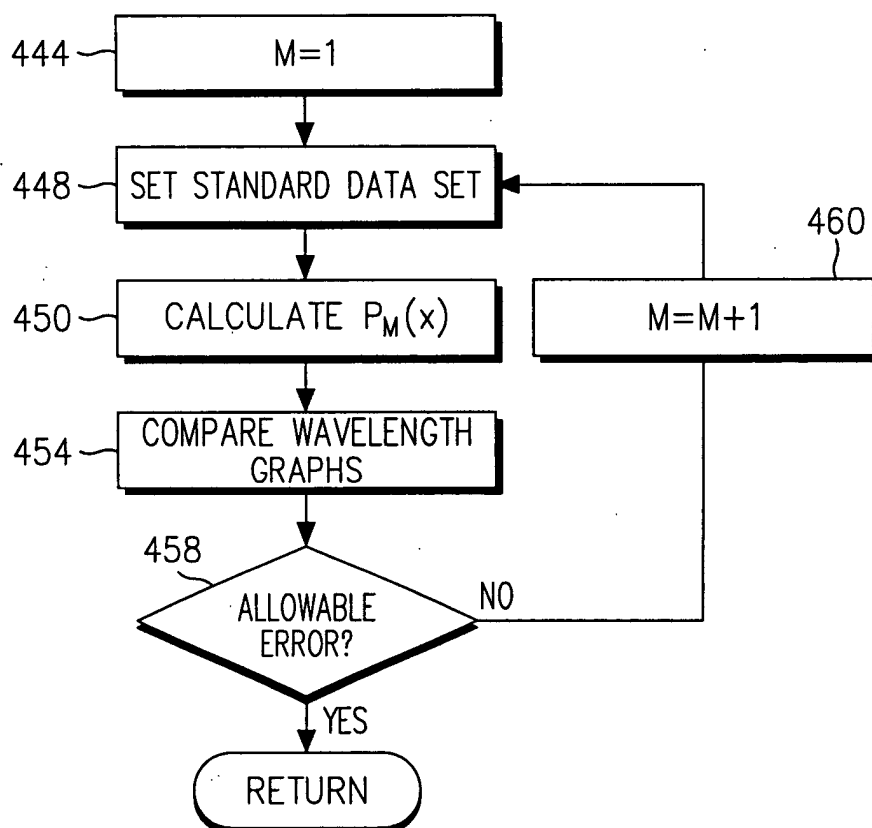 444
M=1
448
SET STANDARD DATA SET
460
450
CALCULATE P_M(x)
M=M+1
454
COMPARE WAVELENGTH
GRAPHS
458
ALLOWABLE
ERROR?
NO
YES
RETURN